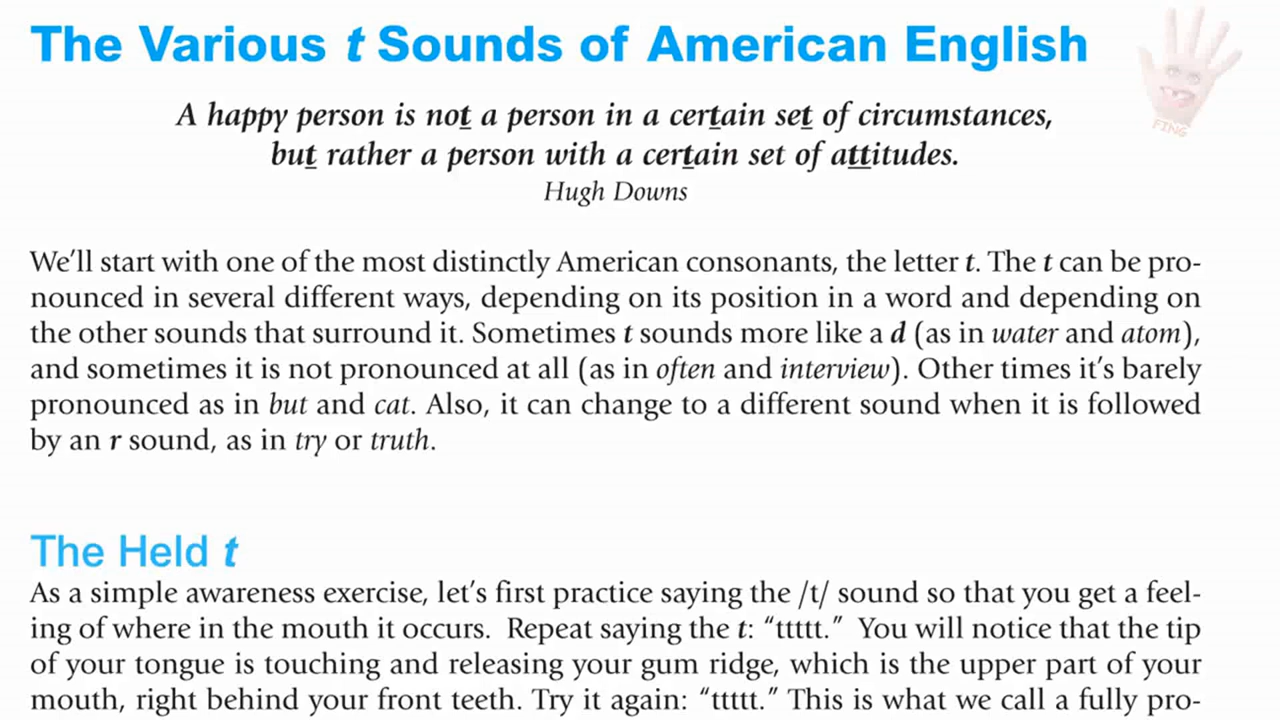 The Various t Sounds of American English
A happy person is not a person in a certain set of circumstances,
but rather a person with a certain set of attitudes.
Hugh Downs
FING
We'll start with one of the most distinctly American consonants, the letter t. The t can be pro-
nounced in several different ways, depending on its position in a word and depending on
the other sounds that surround it. Sometimes t sounds more like a d (as in water and atom),
and sometimes it is not pronounced at all (as in often and interview). Other times it's barely
pronounced as in but and cat. Also, it can change to a different sound when it is followed
by an r sound, as in try or truth.
The Held t
As a simple awareness exercise, let's first practice saying the /t/ sound so that you get a feel-
ing of where in the mouth it occurs.  Repeat saying the t: “ttttt.”  You will notice that the tip
of your tongue is touching and releasing your gum ridge, which is the upper part of your
mouth, right behind your front teeth. Try it again: “ttttt.” This is what we call a fully pro-